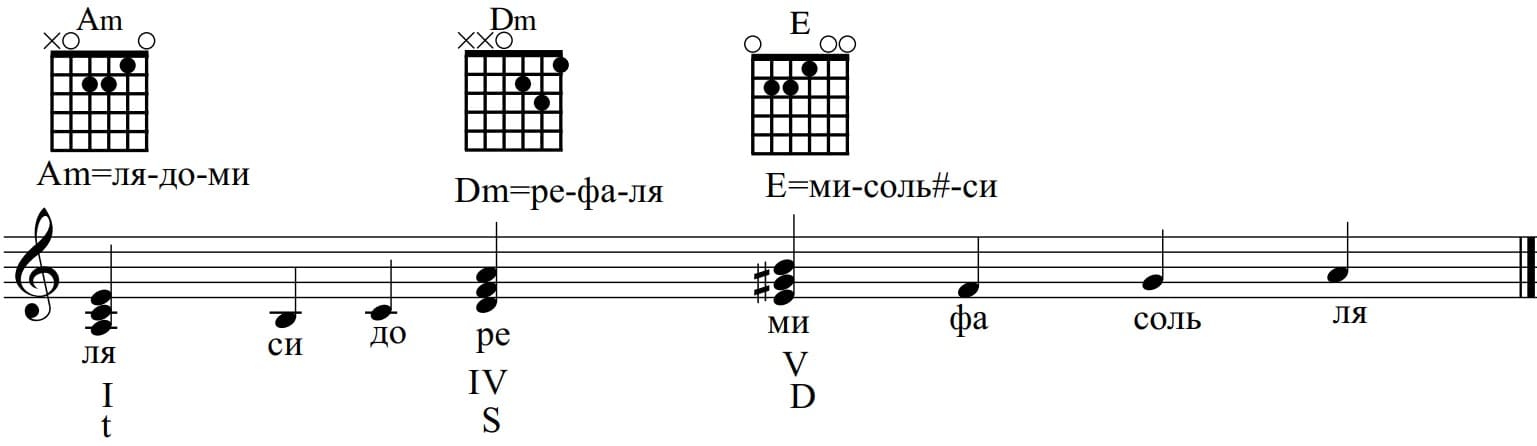 Am Dm E
Am=ля-до-ми
Dm=ре-фа-ля
E=ми-соль#-си
ля си до ре ми фа соль ля
I IV V
t S D